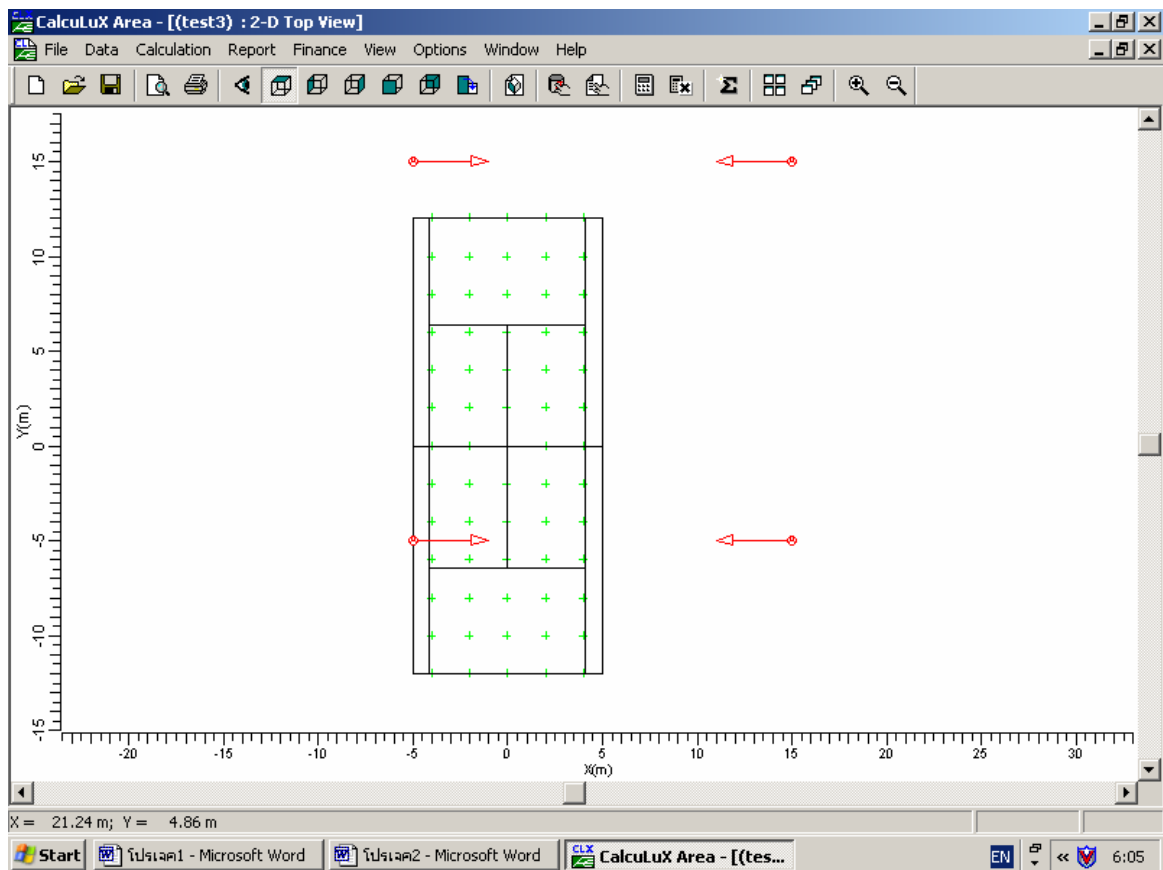 CalcuLuX Area - [(test3) : 2-D Top View]
File Data Calculation Report Finance View Options Window Help
15
10
5
0
-5
-10
-15
Y(m)
-20 -15 -10 -5 0 5 10 15 20 25 30
X(m)
X = 21.24 m; Y = 4.86 m
Start โปรเจค1 - Microsoft Word โปรเจค2 - Microsoft Word CLX CalcuLuX Area - [(tes... EN « 6:05